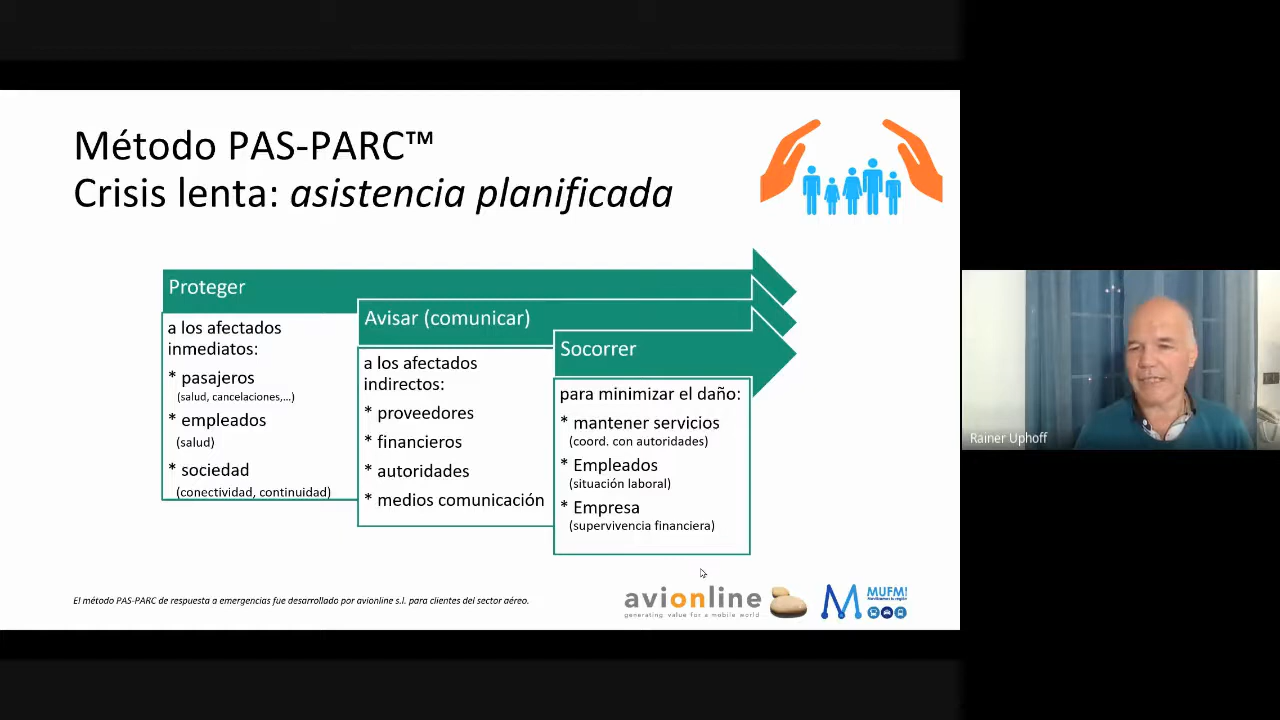 Método PAS-PARC™
Crisis lenta: asistencia planificada
Proteger
a los afectados
inmediatos:
* pasajeros
(salud, cancelaciones,...)
* empleados
(salud)
* sociedad
(conectividad, continuidad)
Avisar (comunicar)
a los afectados
indirectos:
* proveedores
* financieros
* autoridades
* medios comunicación
Socorrer
para minimizar el daño:
* mantener servicios
(coord. con autoridades)
* Empleados
(situación laboral)
* Empresa
(supervivencia financiera)
El método PAS-PARC de respuesta a emergencias fue desarrollado por avionline s.l. para clientes del sector aéreo.
avionline
generating value for a mobile world
MUFMI
Rainer Uphoff